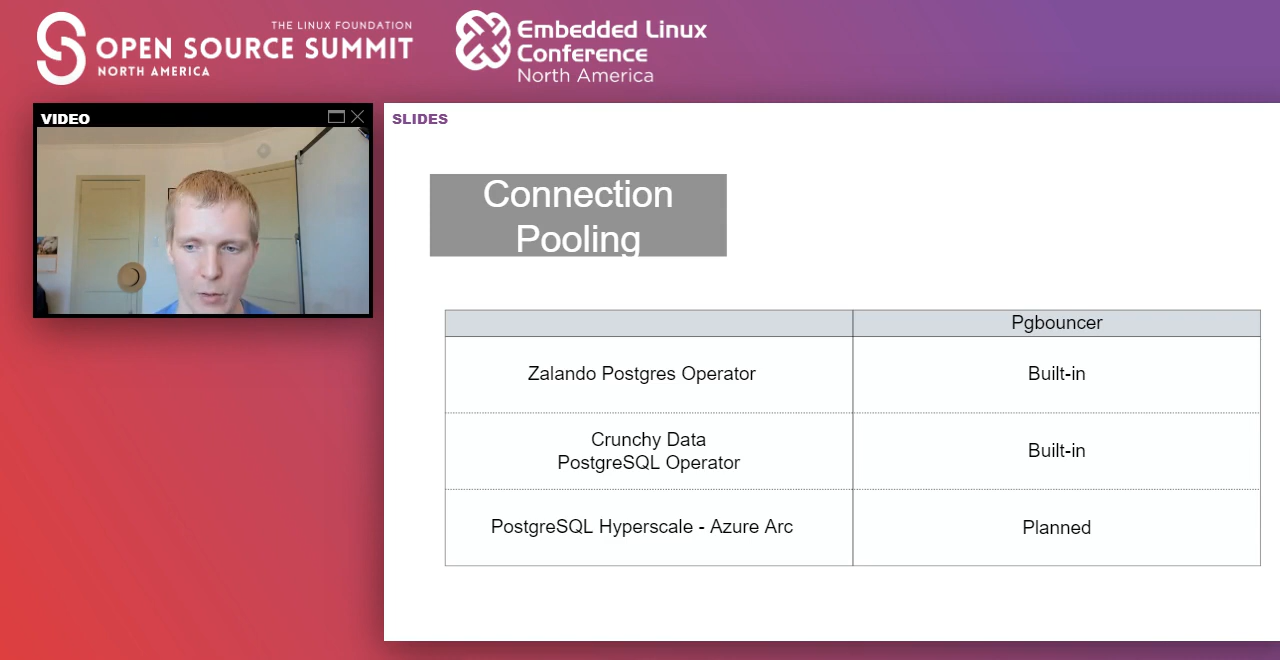 THE LINUX FOUNDATION
OPEN SOURCE SUMMIT
NORTH AMERICA
Embedded Linux
Conference
North America
VIDEO
SLIDES
Connection
Pooling
Pgbouncer
Zalando Postgres Operator
Built-in
Crunchy Data
PostgreSQL Operator
Built-in
PostgreSQL Hyperscale - Azure Arc
Planned